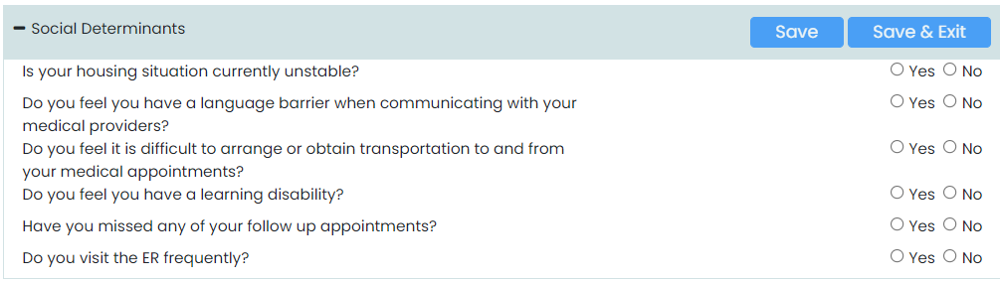 Social Determinants
Save Save & Exit
Is your housing situation currently unstable? Yes No
Do you feel you have a language barrier when communicating with your
medical providers? Yes No
Do you feel it is difficult to arrange or obtain transportation to and from
your medical appointments? Yes No
Do you feel you have a learning disability? Yes No
Have you missed any of your follow up appointments? Yes No
Do you visit the ER frequently? Yes No